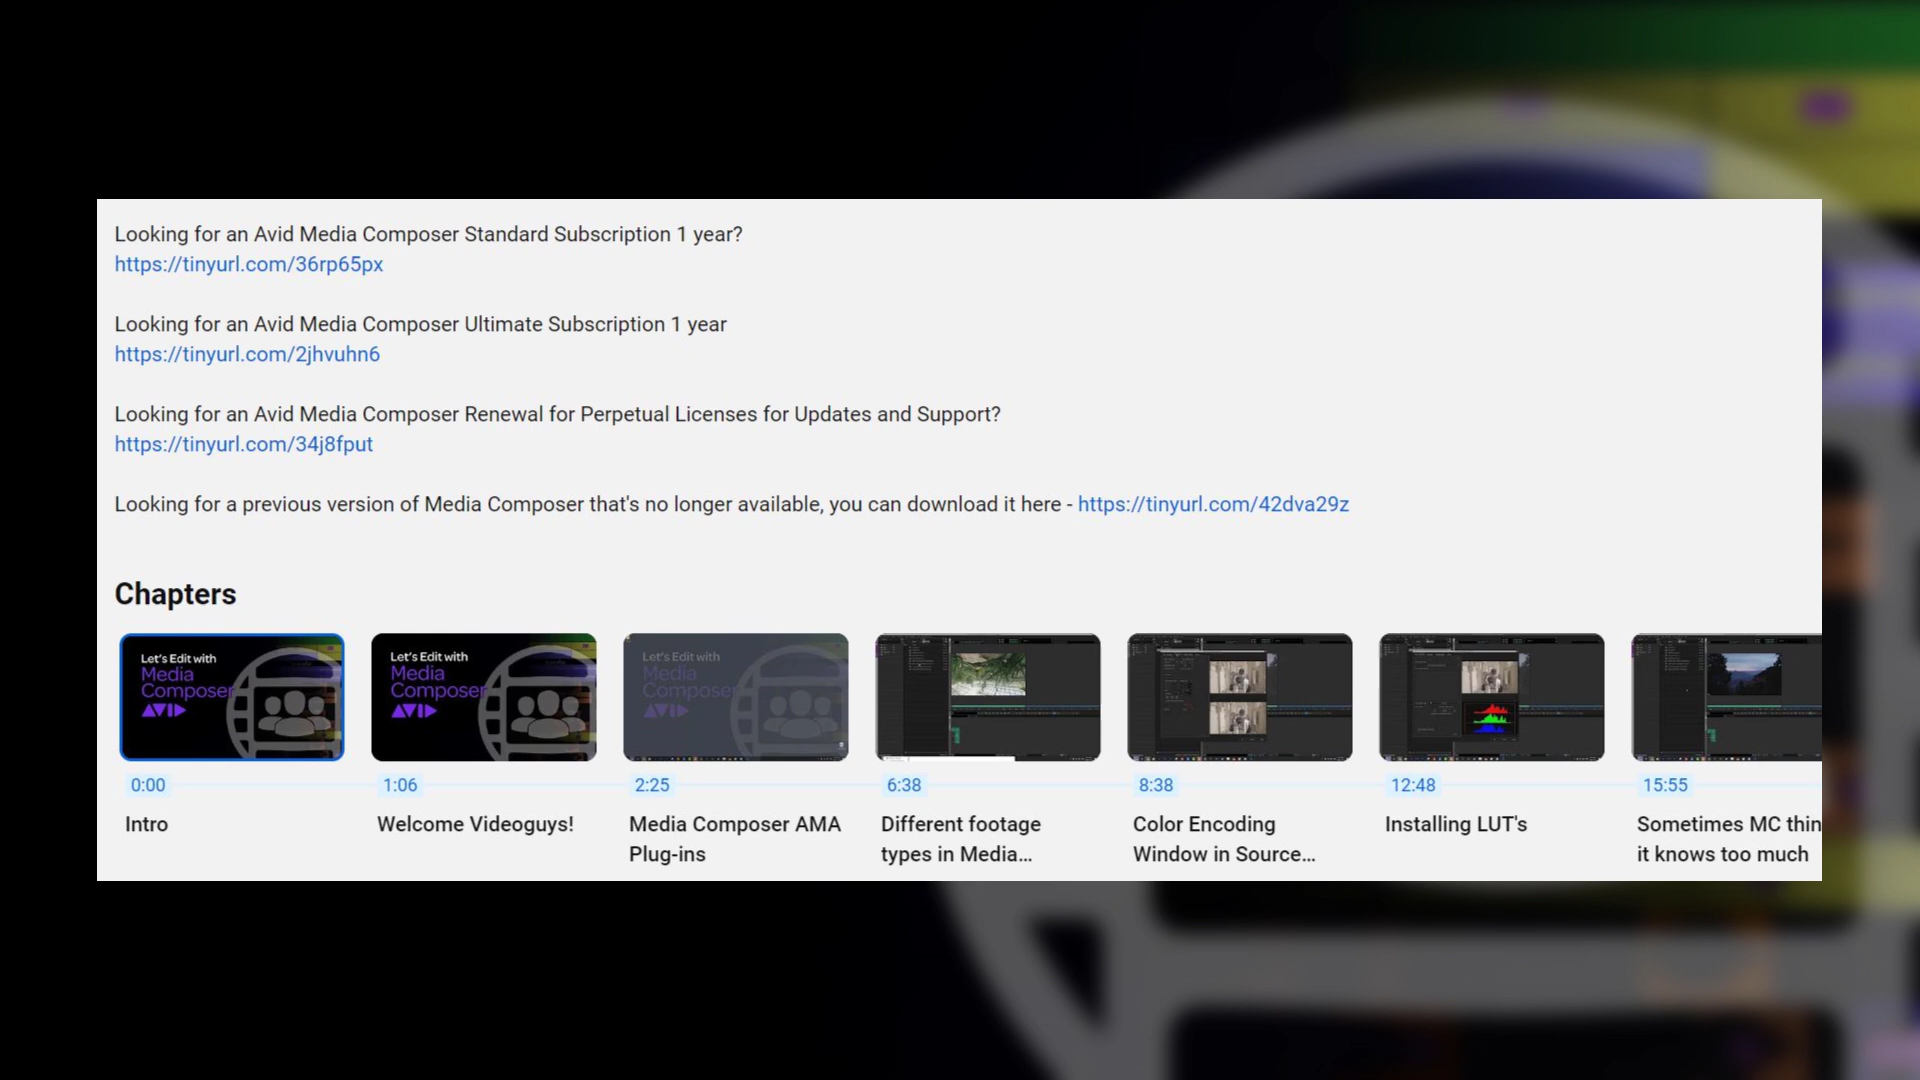 Looking for an Avid Media Composer Standard Subscription 1 year?
https://tinyurl.com/36rp65px
Looking for an Avid Media Composer Ultimate Subscription 1 year
https://tinyurl.com/2jhvuhn6
Looking for an Avid Media Composer Renewal for Perpetual Licenses for Updates and Support?
https://tinyurl.com/34j8fput
Looking for a previous version of Media Composer that's no longer available, you can download it here - https://tinyurl.com/42dva29z
Chapters
Let's Edit with
Media
Composer
AVID
Let's Edit with
Media
Composer
AVID
Let's Edit with
Media
Composer
AVID
0:00
1:06
2:25
6:38
8:38
12:48
15:55
Intro
Welcome Videoguys!
Media Composer AMA
Plug-ins
Different footage
types in Media...
Color Encoding
Window in Source...
Installing LUT's
Sometimes MC thin
it knows too much